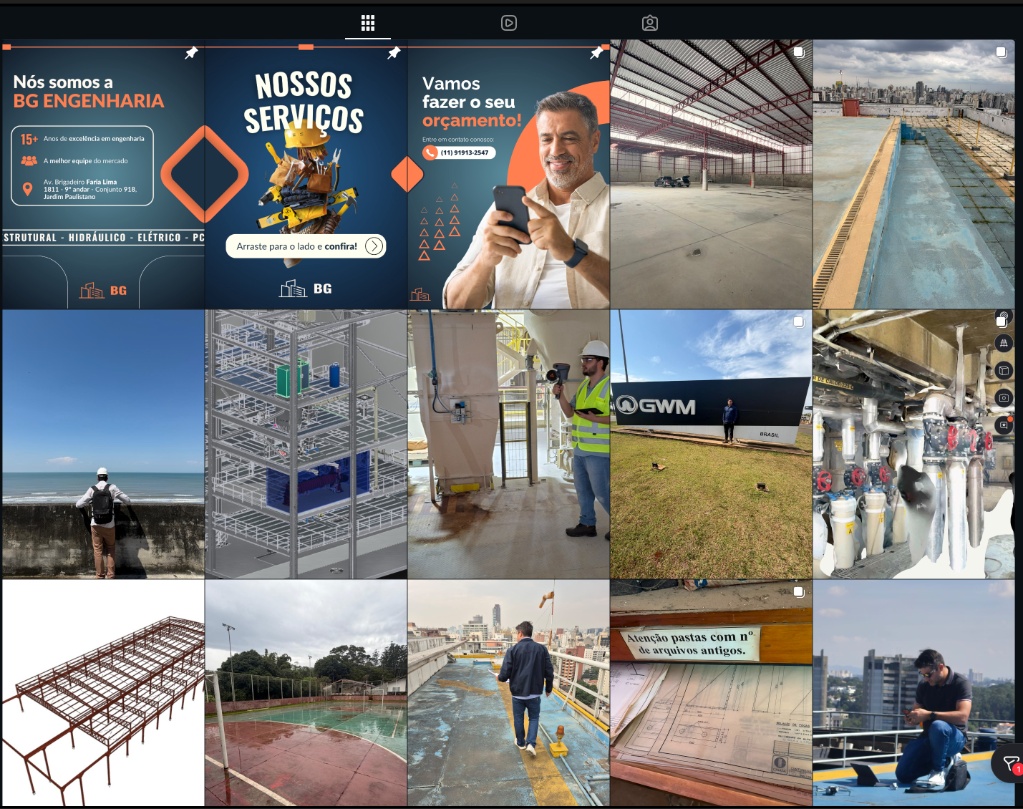 Nós somos a
BG ENGENHARIA
15+ Anos de excelência em engenharia
A melhor equipe do mercado
Av. Brigadeiro Faria Lima
1811 - 9º andar - Conjunto 918,
Jardim Paulistano
STRUTURAL - HIDRÁULICO - ELÉTRICO - PC
BG
NOSSOS
SERVIÇOS
Arraste para o lado e confira!
BG
Vamos
fazer o seu
orçamento!
Entre em contato conosco:
(11) 91913-2547
GWM
BRASIL
Atenção pastas com nº
de arquivos antigos.
1